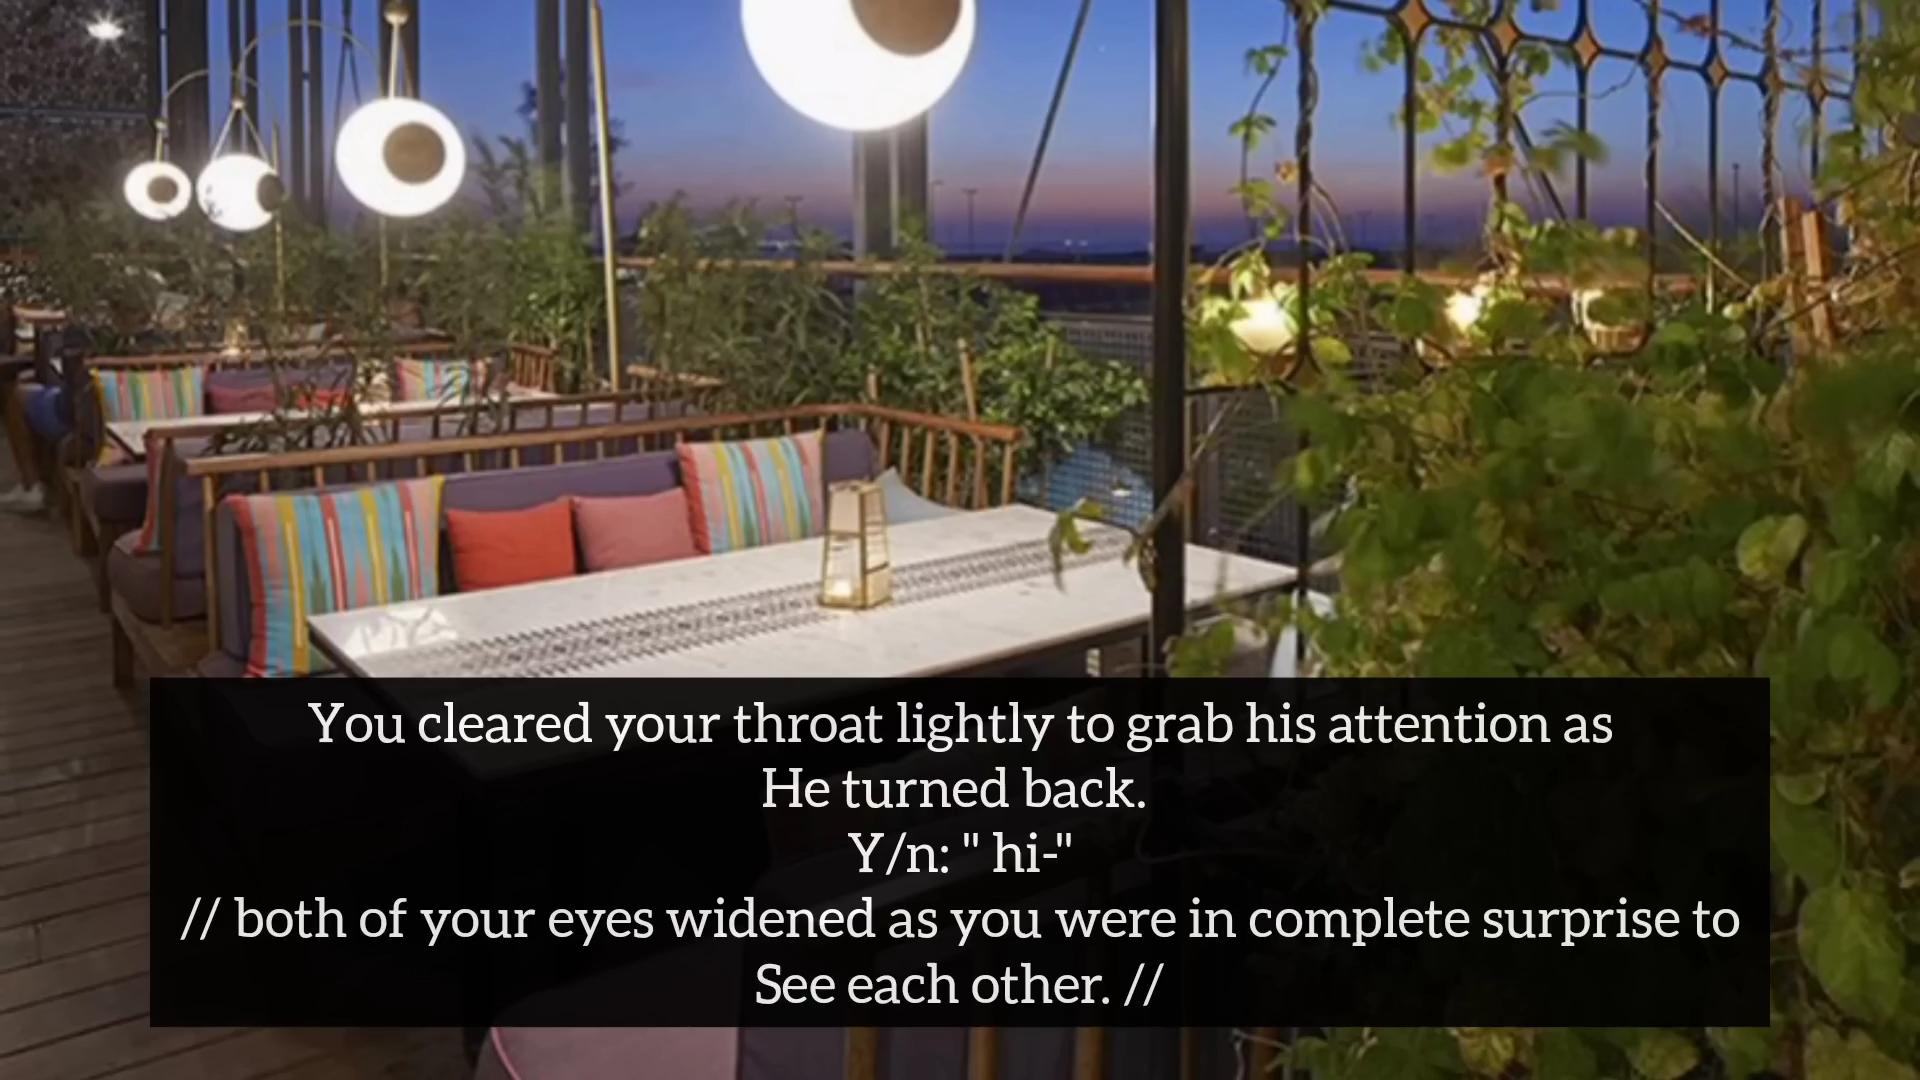 You cleared your throat lightly to grab his attention as
He turned back.
Y/n: " hi-"
// both of your eyes widened as you were in complete surprise to
See each other. //